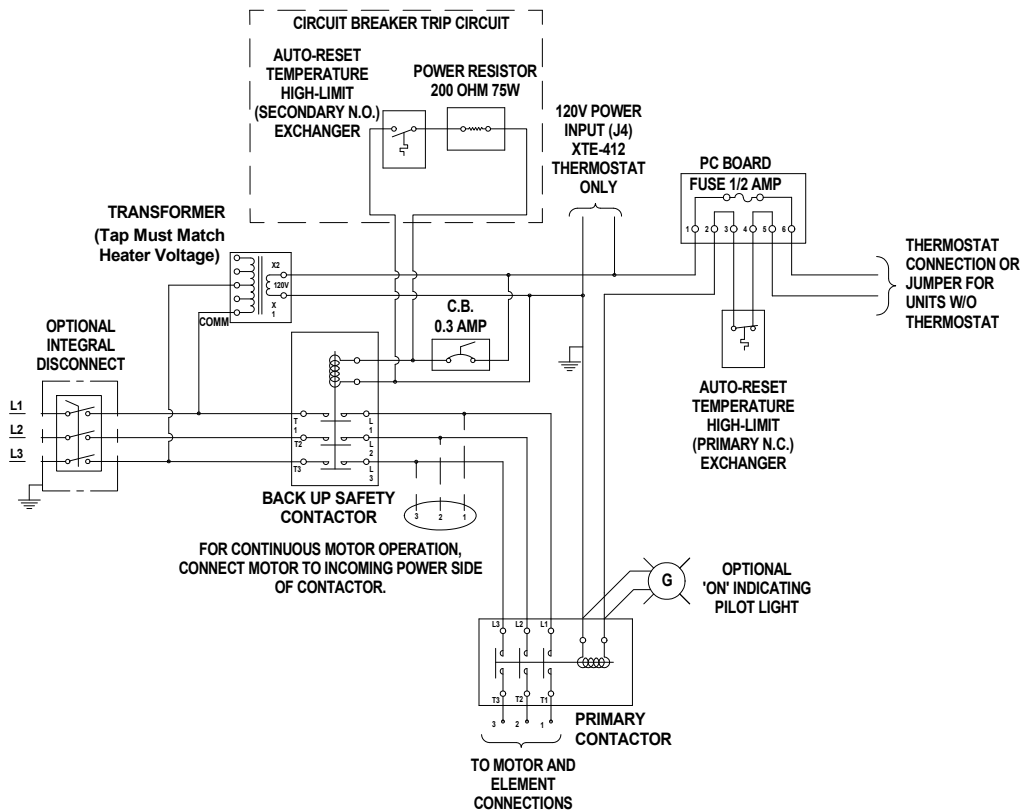 CIRCUIT BREAKER TRIP CIRCUIT
AUTO-RESET
TEMPERATURE
HIGH-LIMIT
(SECONDARY N.O.)
EXCHANGER
POWER RESISTOR
200 OHM 75W
120V POWER
INPUT (J4)
XTE-412
THERMOSTAT
ONLY
PC BOARD
FUSE 1/2 AMP
1 2 3 4 5 6
THERMOSTAT
CONNECTION OR
JUMPER FOR
UNITS W/O
THERMOSTAT
TRANSFORMER
(Tap Must Match
Heater Voltage)
X2
120V
X
1
COMM
C.B.
0.3 AMP
OPTIONAL
INTEGRAL
DISCONNECT
L1
L2
L3
T
1
T2
T3
L
1
L
2
L
3
BACK UP SAFETY
CONTACTOR
3 2 1
AUTO-RESET
TEMPERATURE
HIGH-LIMIT
(PRIMARY N.C.)
EXCHANGER
FOR CONTINUOUS MOTOR OPERATION,
CONNECT MOTOR TO INCOMING POWER SIDE
OF CONTACTOR.
G
OPTIONAL
'ON' INDICATING
PILOT LIGHT
L3 L2 L1
T3 T2 T1
3 2 1
PRIMARY
CONTACTOR
TO MOTOR AND
ELEMENT
CONNECTIONS